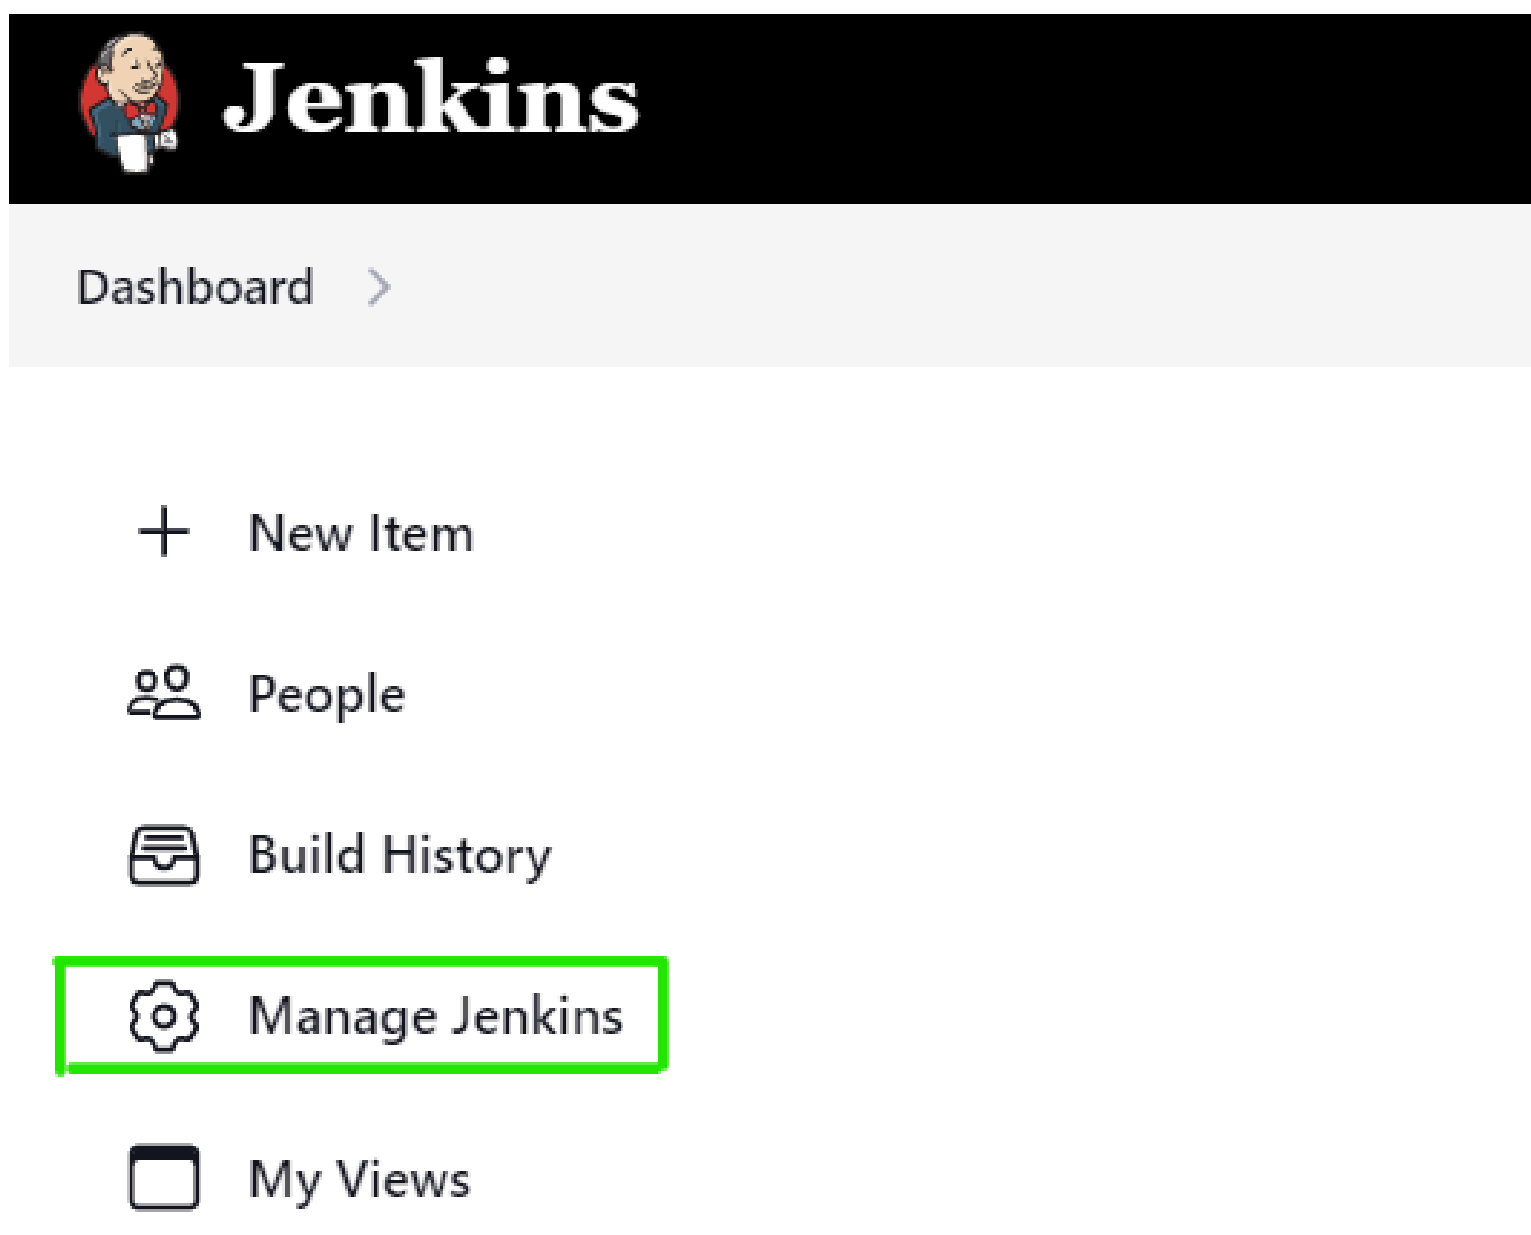 Jenkins
Dashboard
New Item
People
Build History
Manage Jenkins
My Views